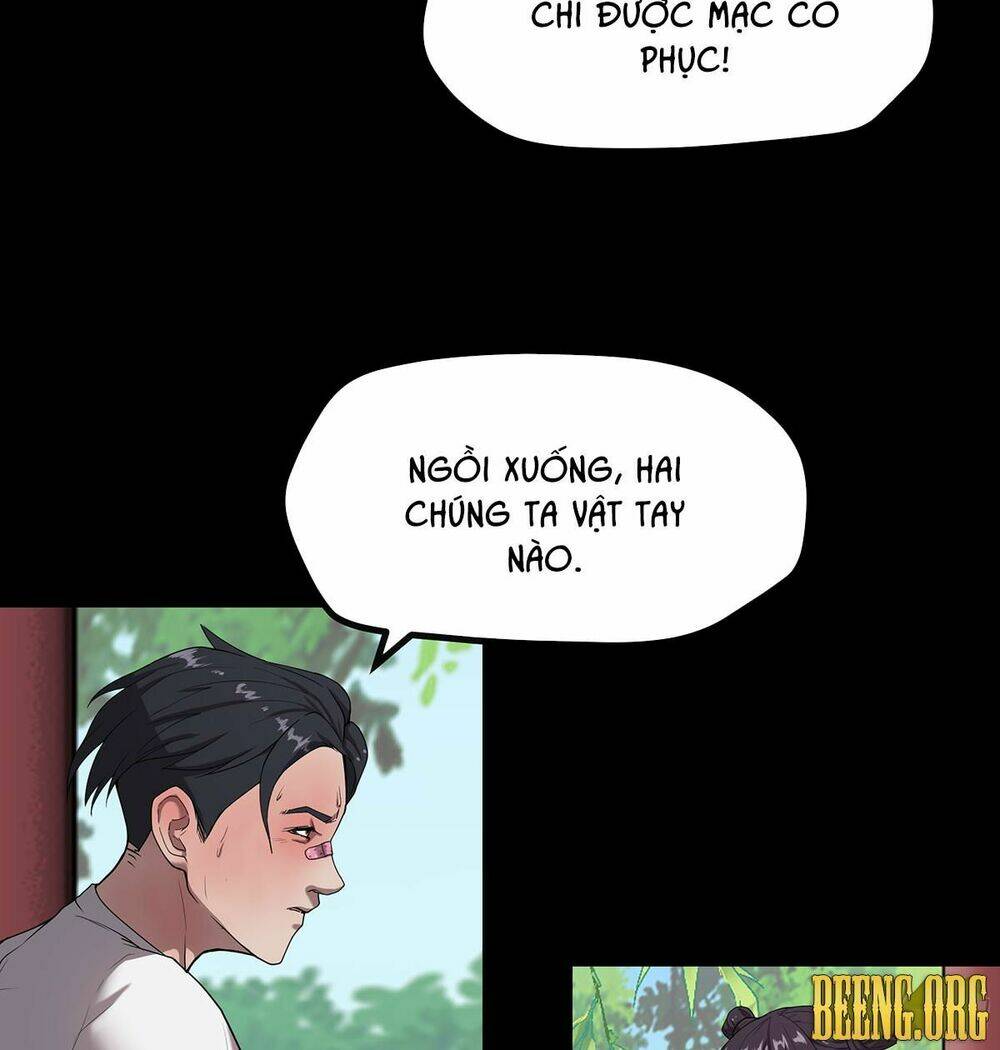 CHỈ ĐƯỢC MẶC CỔ
PHỤC!
NGỒI XUỐNG, HAI
CHÚNG TA VẬT TAY
NÀO.
BEENG.ORG